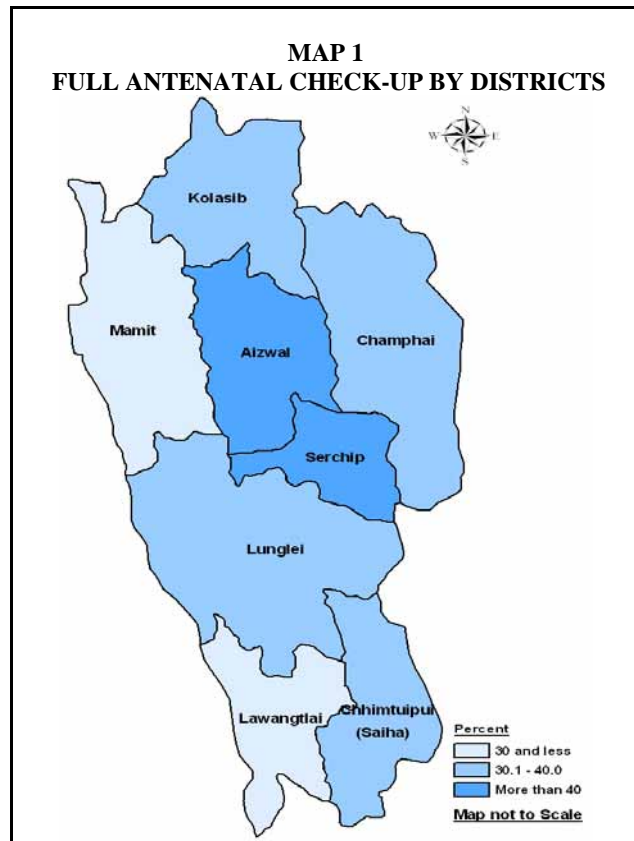 MAP 1
FULL ANTENATAL CHECK-UP BY DISTRICTS
N
W E
S
Kolasib
Mamit
Aizwal
Champhai
Serchip
Lunglei
Lawangtlai
Chhimtuipui
(Saiha)
Percent
30 and less
30.1 - 40.0
More than 40
Map not to Scale